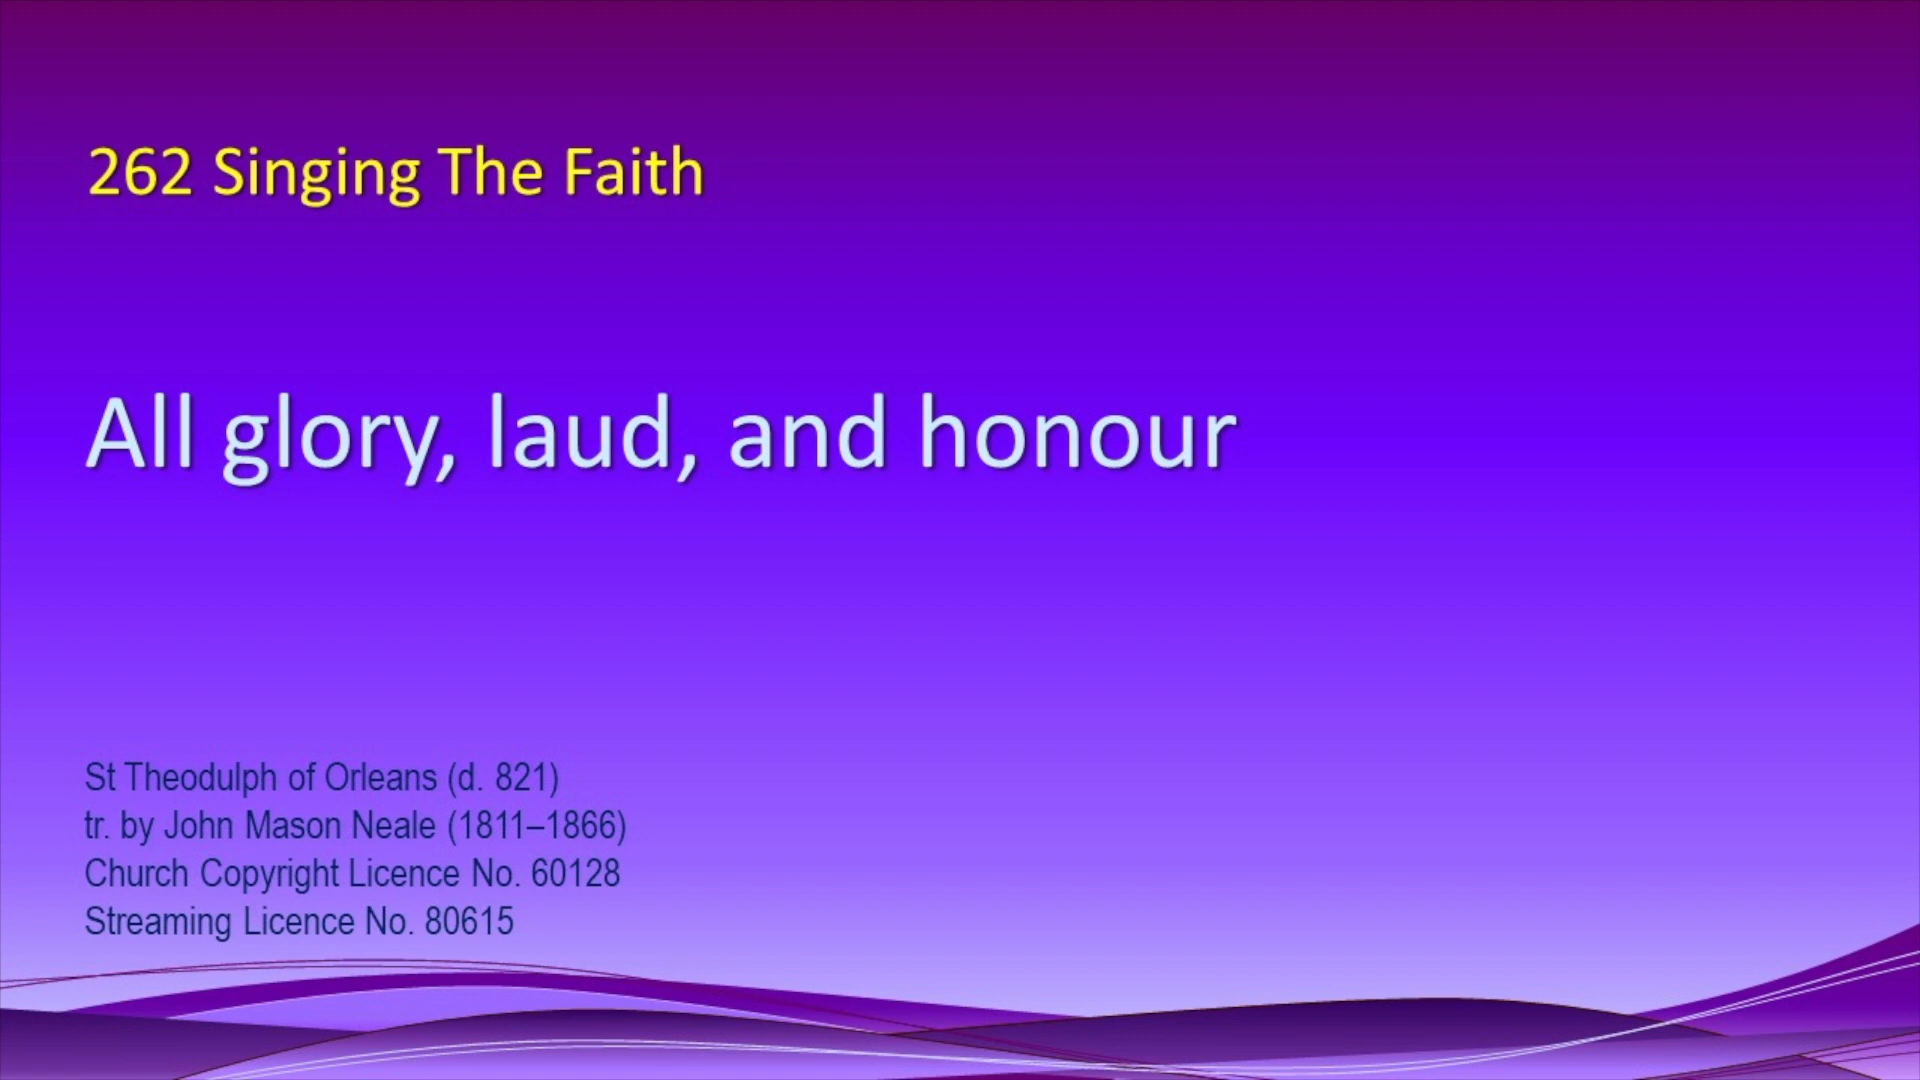 262 Singing The Faith
All glory, laud, and honour
St Theodulph of Orleans (d. 821)
tr. by John Mason Neale (1811–1866)
Church Copyright Licence No. 60128
Streaming Licence No. 80615